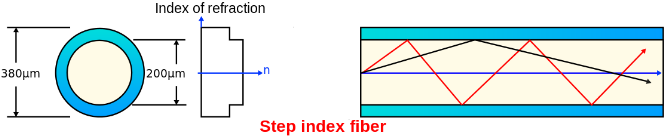 Index of refraction
380μm
200μm
n
Step index fiber